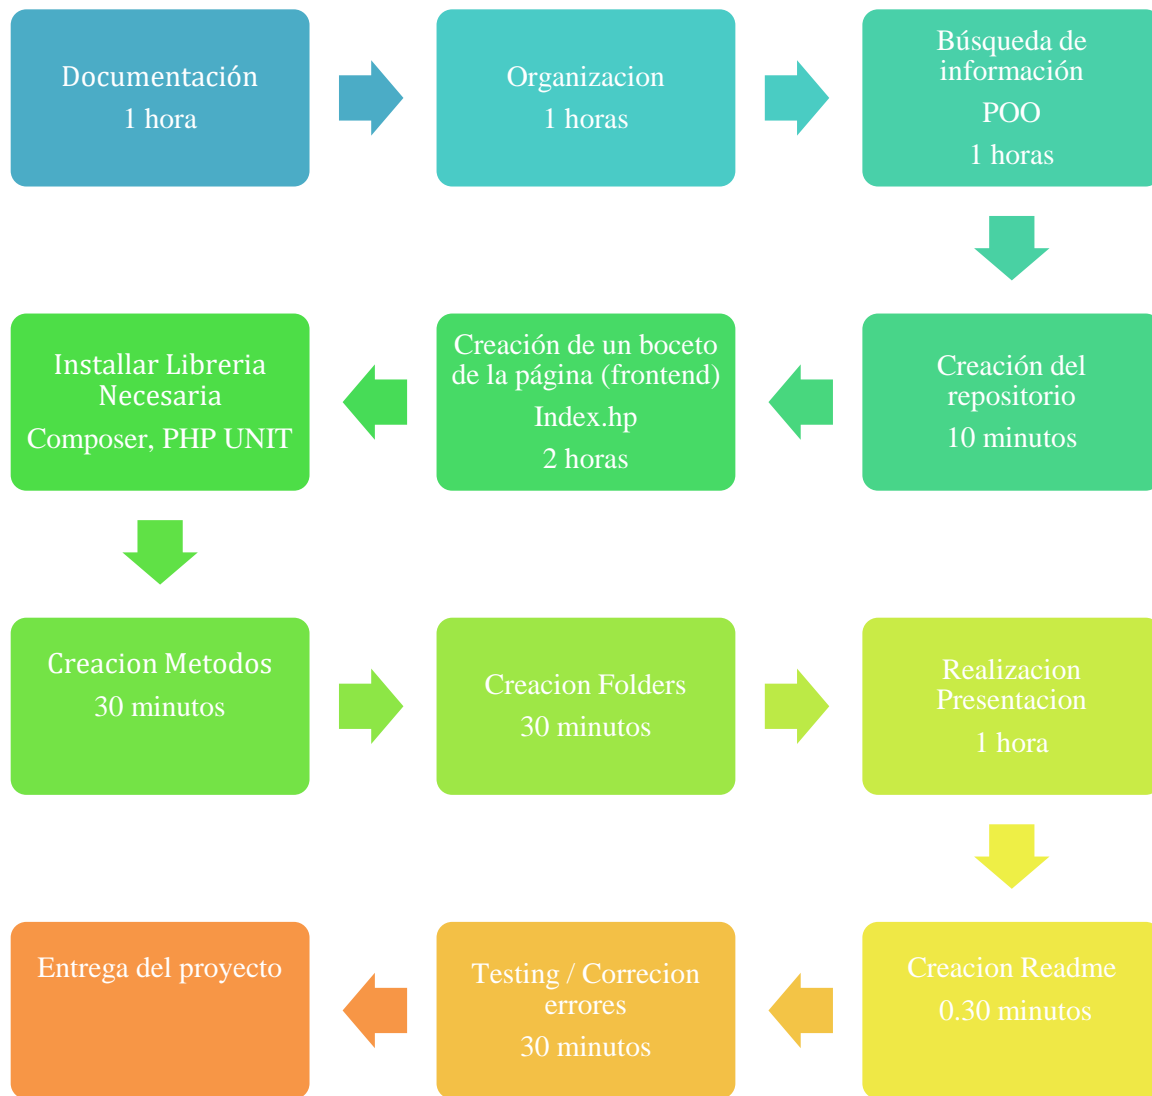 Documentación
1 hora
Organizacion
1 horas
Búsqueda de
información
POO
1 horas
Creación del
repositorio
10 minutos
Creación de un boceto
de la página (frontend)
Index.hp
2 horas
Installar Libreria
Necesaria
Composer, PHP UNIT
Creacion Metodos
30 minutos
Creacion Folders
30 minutos
Realizacion
Presentacion
1 hora
Creacion Readme
0.30 minutos
Testing / Correcion
errores
30 minutos
Entrega del proyecto